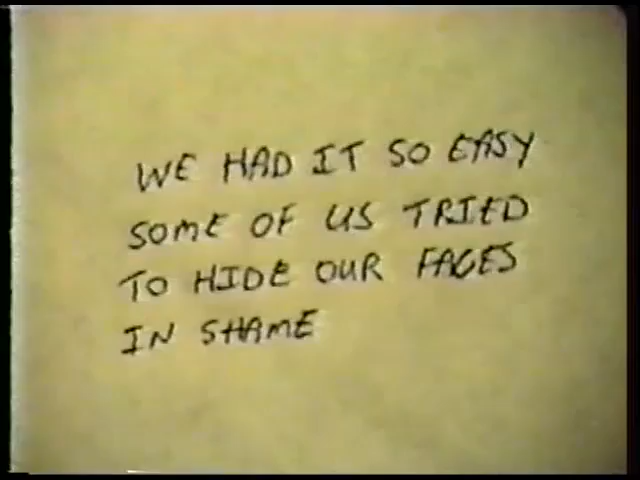 WE HAD IT SO EASY
SOME OF US TRIED
TO HIDE OUR FACES
IN SHAME